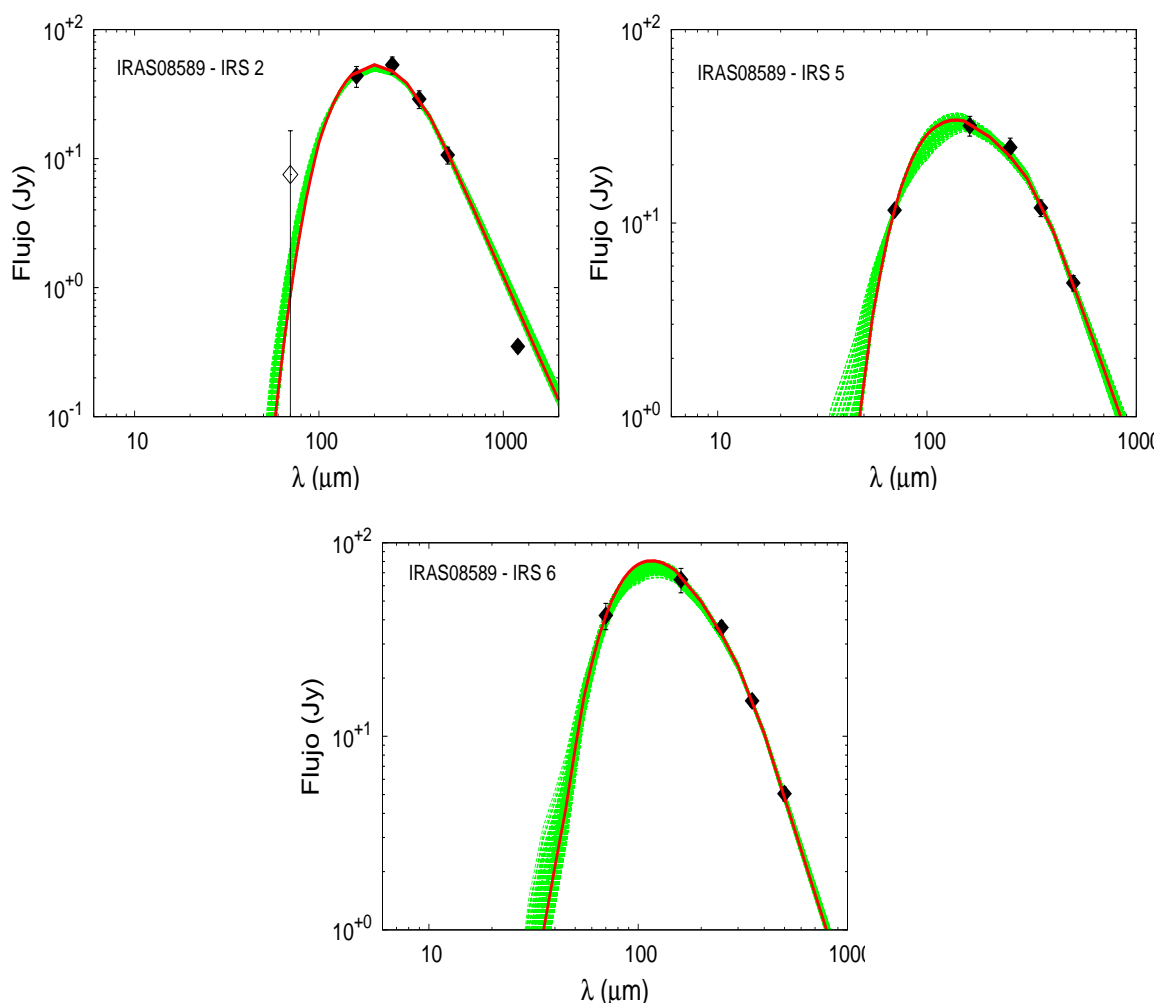 IRAS08589 - IRS 2
Flujo (Jy)
10+2
10+1
10+0
10-1
10 100 1000
λ (μm)
IRAS08589 - IRS 5
Flujo (Jy)
10+2
10+1
10+0
10 100 1000
λ (μm)
IRAS08589 - IRS 6
Flujo (Jy)
10+2
10+1
10+0
10 100 1000
λ (μm)